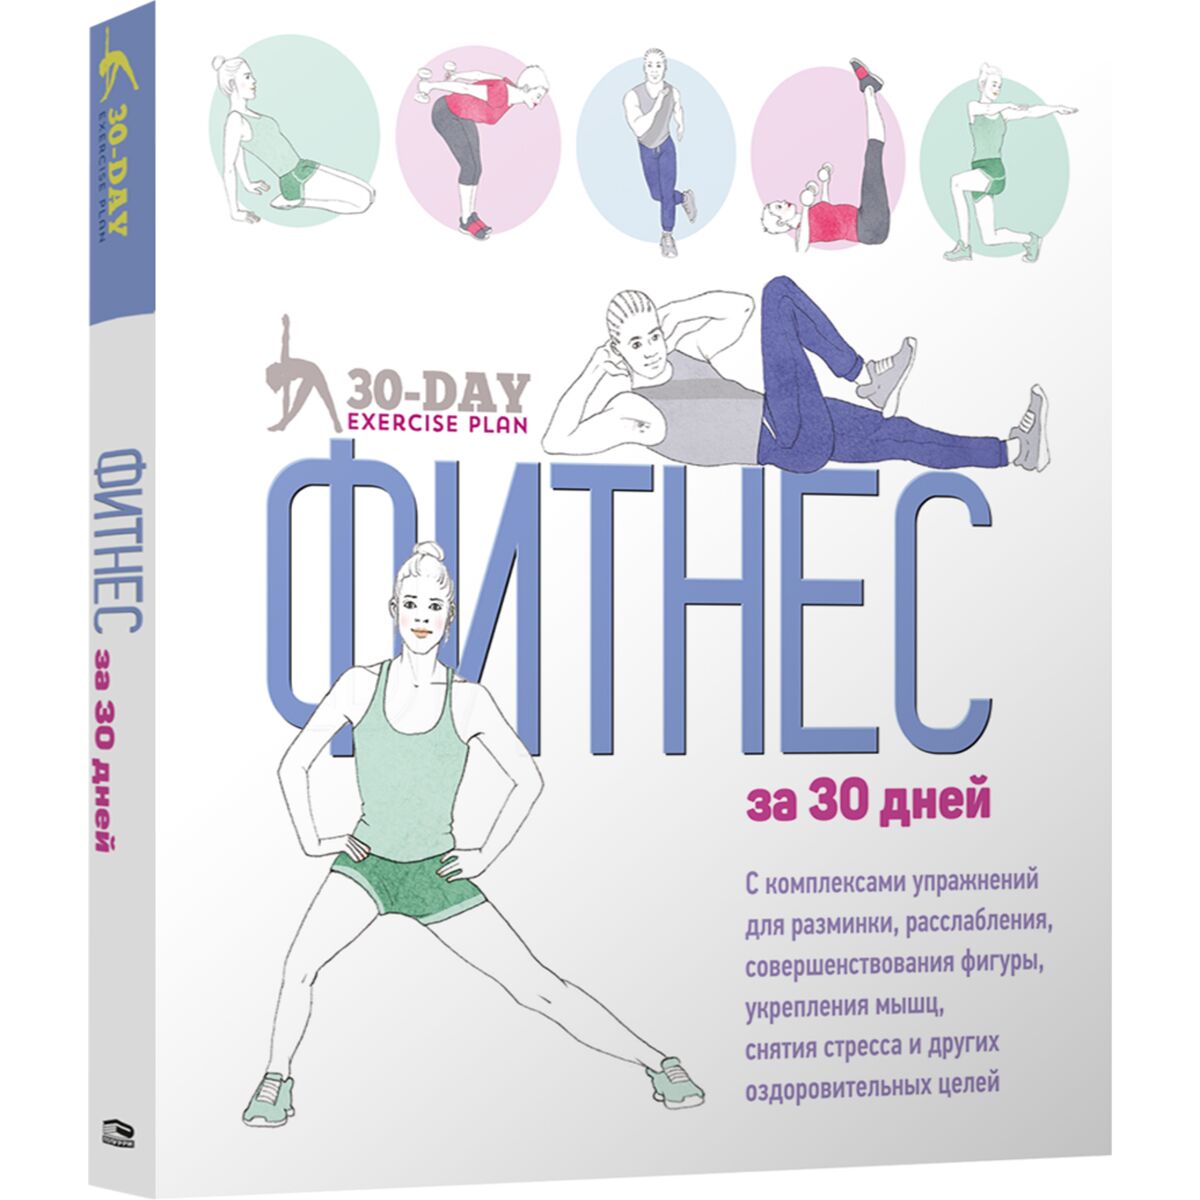 30-DAY
EXERCISE PLAN
ФИТНЕС
за 30 дней
30-DAY
EXERCISE PLAN
ФИТНЕС
за 30 дней
С комплексами упражнений
для разминки, расслабления,
совершенствования фигуры,
укрепления мышц,
снятия стресса и других
оздоровительных целей